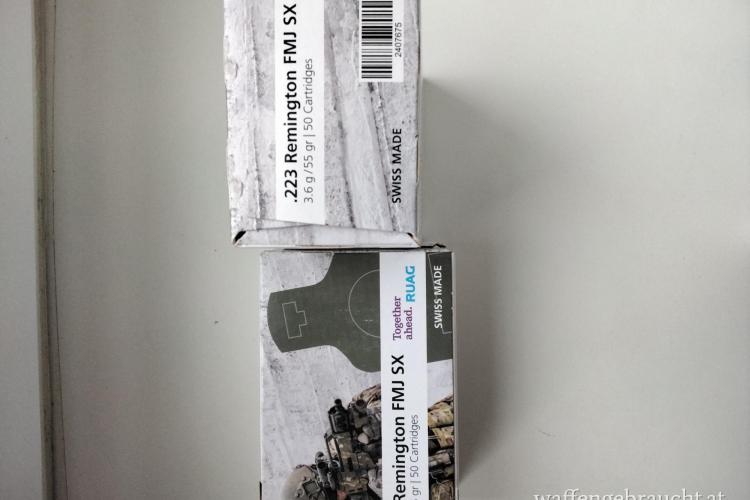 .223 Remington FMJ SX
3.6 g / 55 gr | 50 Cartridges
2407675
SWISS MADE
Together
ahead. RUAG
SWISS MADE
Remington FMJ SX
gr | 50 Cartridges
waffengebraucht.at